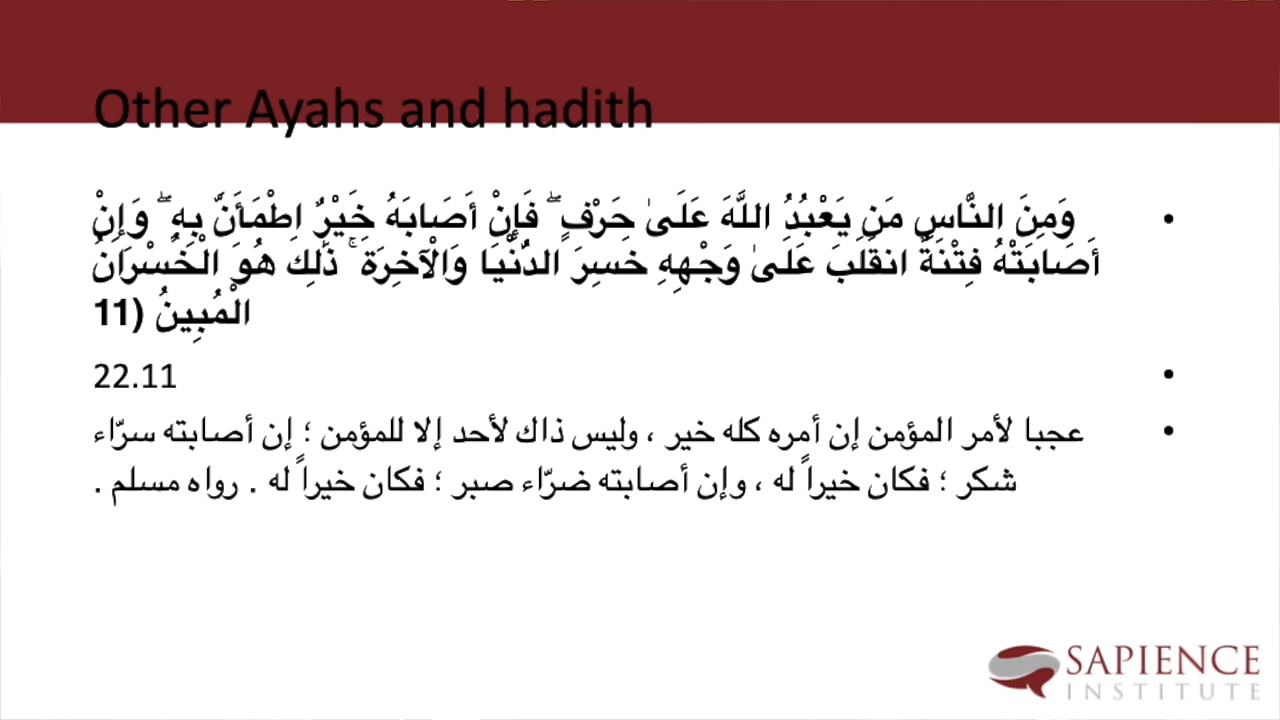 Other Ayahs and hadith
• وَمِنَ النَّاسِ مَن يَعْبُدُ اللَّهَ عَلَىٰ حَرْفٍ ۖ فَإِنْ أَصَابَهُ خَيْرٌ اطْمَأَنَّ بِهِ ۖ وَإِنْ
أَصَابَتْهُ فِتْنَةٌ انقَلَبَ عَلَىٰ وَجْهِهِ خَسِرَ الدُّنْيَا وَالْآخِرَةَ ۚ ذَٰلِكَ هُوَ الْخُسْرَانُ
الْمُبِينُ (11
• 22.11
• عجبا لأمر المؤمن إن أمره كله خير ، وليس ذاك لأحد إلا للمؤمن ؛ إن أصابته سرّاء
شكر ؛ فكان خيراً له ، وإن أصابته ضرّاء صبر ؛ فكان خيراً له . رواه مسلم .
SAPIENCE
INSTITUTE